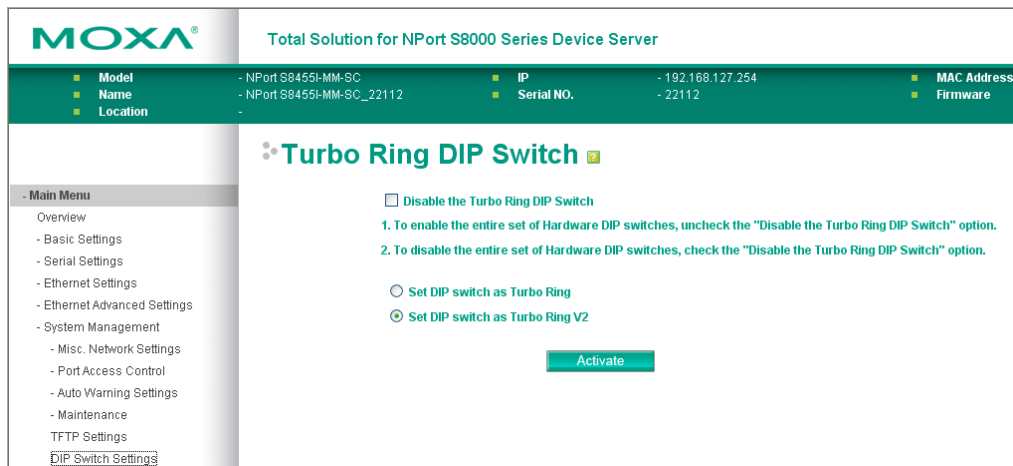 MOXA®
Total Solution for NPort S8000 Series Device Server
Model - NPort S8455I-MM-SC IP - 192.168.127.254 MAC Address
Name - NPort S8455I-MM-SC_22112 Serial NO. - 22112 Firmware
Location -
Turbo Ring DIP Switch ?
- Main Menu
Overview
- Basic Settings
- Serial Settings
- Ethernet Settings
- Ethernet Advanced Settings
- System Management
- Misc. Network Settings
- Port Access Control
- Auto Warning Settings
- Maintenance
TFTP Settings
DIP Switch Settings
Disable the Turbo Ring DIP Switch
1. To enable the entire set of Hardware DIP switches, uncheck the "Disable the Turbo Ring DIP Switch" option.
2. To disable the entire set of Hardware DIP switches, check the "Disable the Turbo Ring DIP Switch" option.
Set DIP switch as Turbo Ring
Set DIP switch as Turbo Ring V2
Activate